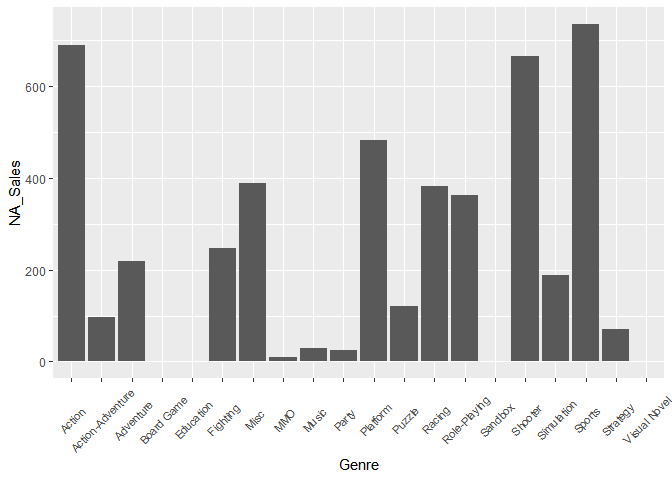 NA_Sales
600
400
200
0
Action
Action-Adventure
Adventure
Board Game
Education
Fighting
Misc
MMO
Music
Party
Platform
Puzzle
Racing
Role-Playing
Sandbox
Shooter
Simulation
Sports
Strategy
Visual Novel
Genre